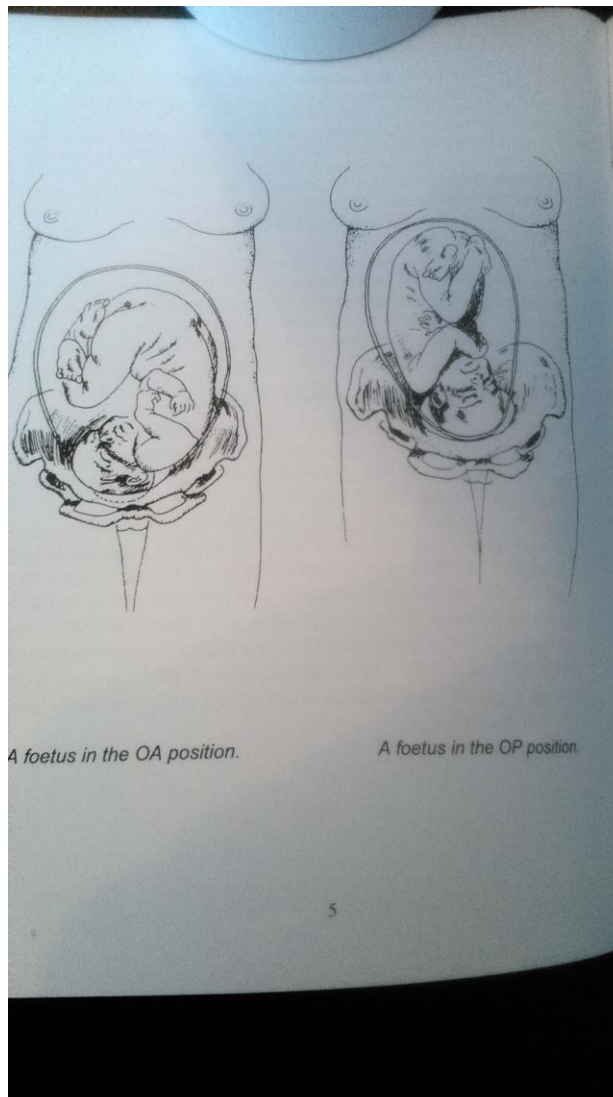 A foetus in the OA position.
A foetus in the OP position.
5